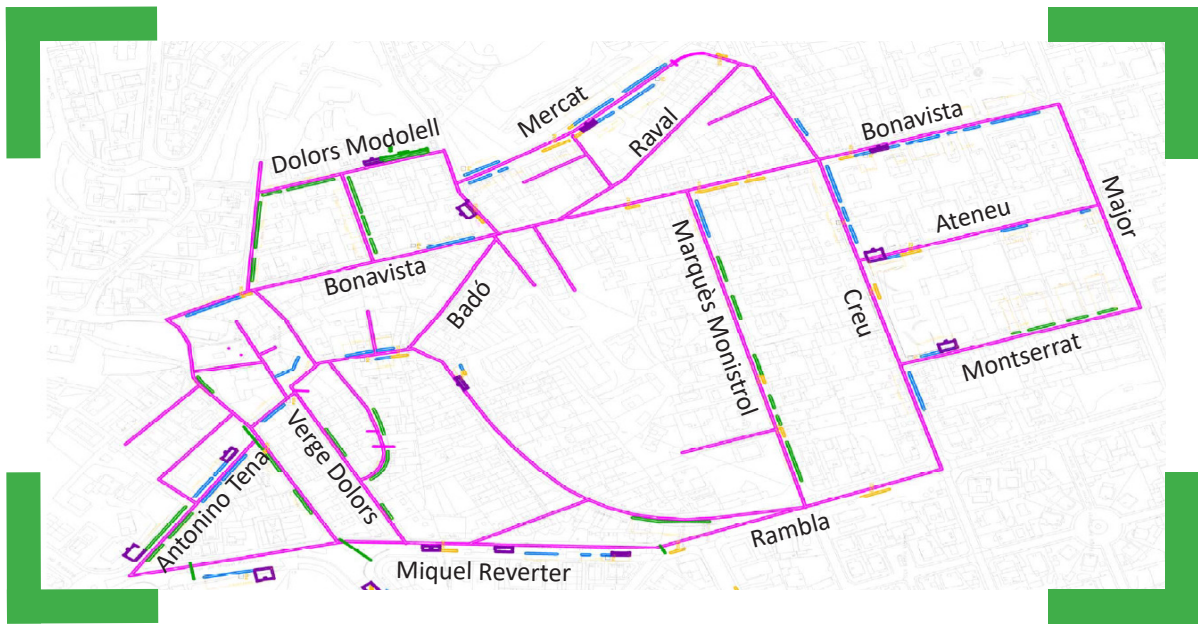 Mercat
Bonavista
Dolors Modolell
Raval
Major
Ateneu
Marquès Monistrol
Bonavista
Creu
Badó
Montserrat
Verge Dolors
Antonino Tena
Rambla
Miquel Reverter